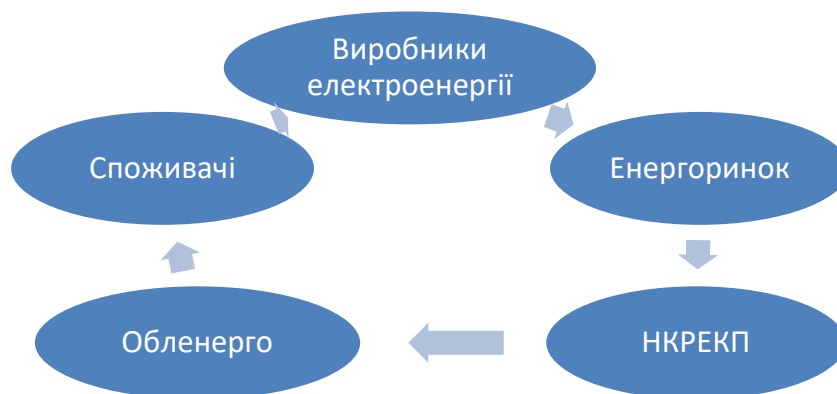 Виробники
електроенергії
Споживачі
Енергоринок
Обленерго
НКРЕКП